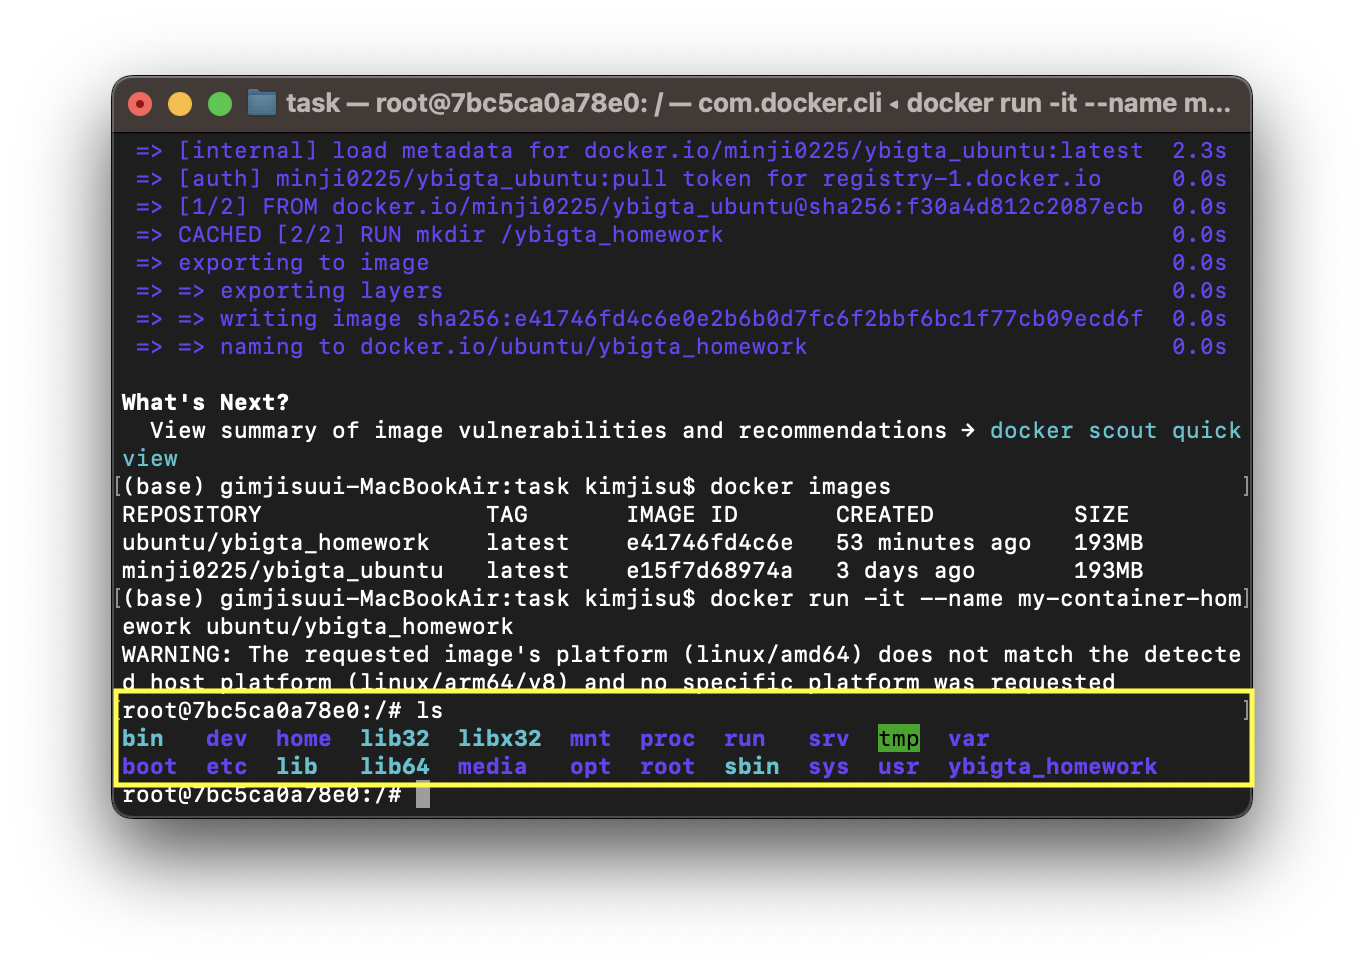 task — root@7bc5ca0a78e0: / — com.docker.cli ◂ docker run -it --name m...
=> [internal] load metadata for docker.io/minji0225/ybigta_ubuntu:latest 2.3s
=> [auth] minji0225/ybigta_ubuntu:pull token for registry-1.docker.io 0.0s
=> [1/2] FROM docker.io/minji0225/ybigta_ubuntu@sha256:f30a4d812c2087ecb 0.0s
=> CACHED [2/2] RUN mkdir /ybigta_homework 0.0s
=> exporting to image 0.0s
=> => exporting layers 0.0s
=> => writing image sha256:e41746fd4c6e0e2b6b0d7fc6f2bbf6bc1f77cb09ecd6f 0.0s
=> => naming to docker.io/ubuntu/ybigta_homework 0.0s
What's Next?
View summary of image vulnerabilities and recommendations → docker scout quick
view
[(base) gimjisuui-MacBookAir:task kimjisu$ docker images ]
REPOSITORY TAG IMAGE ID CREATED SIZE
ubuntu/ybigta_homework latest e41746fd4c6e 53 minutes ago 193MB
minji0225/ybigta_ubuntu latest e15f7d68974a 3 days ago 193MB
[(base) gimjisuui-MacBookAir:task kimjisu$ docker run -it --name my-container-hom]
ework ubuntu/ybigta_homework
WARNING: The requested image's platform (linux/amd64) does not match the detecte
d host platform (linux/arm64/v8) and no specific platform was requested
[root@7bc5ca0a78e0:/# ls ]
bin dev home lib32 libx32 mnt proc run srv tmp var
boot etc lib lib64 media opt root sbin sys usr ybigta_homework
root@7bc5ca0a78e0:/#